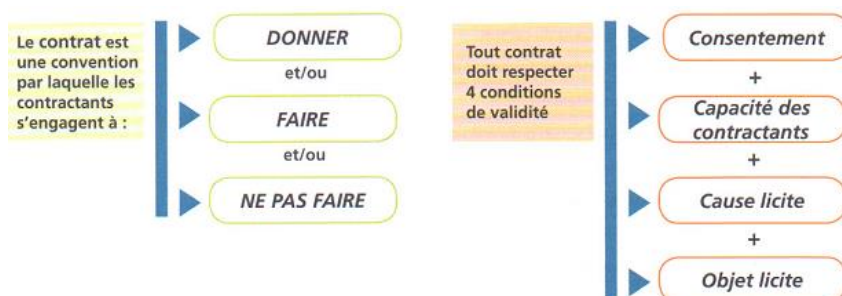 Le contrat est
une convention
par laquelle les
contractants
s'engagent à :
DONNER
et/ou
FAIRE
et/ou
NE PAS FAIRE
Tout contrat
doit respecter
4 conditions
de validité
Consentement
+
Capacité des
contractants
+
Cause licite
+
Objet licite